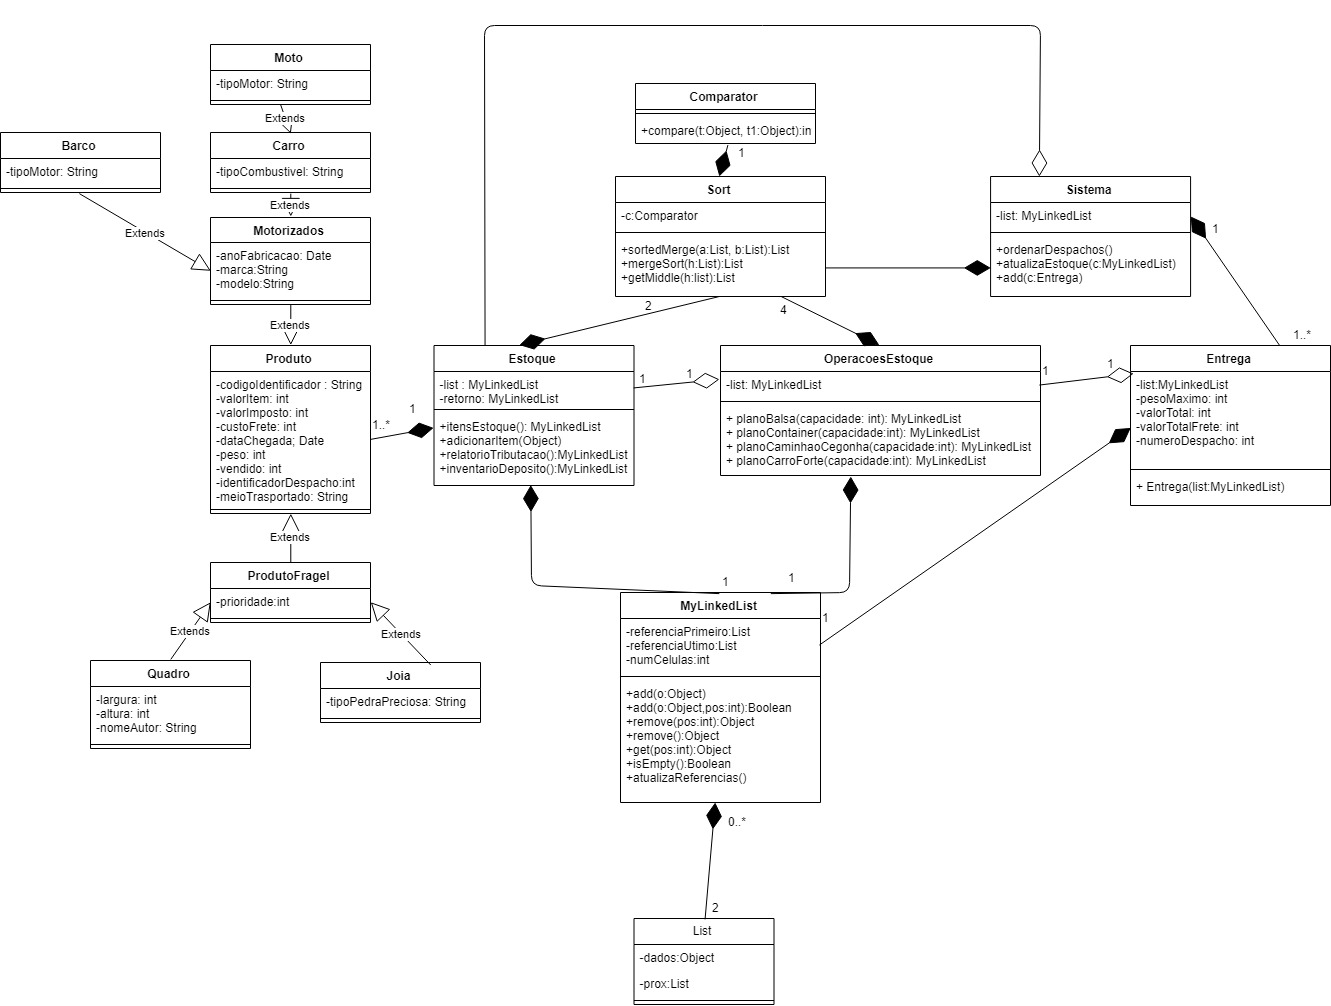 Moto
-tipoMotor: String
Extends
Barco
-tipoMotor: String
Extends
Carro
-tipoCombustivel: String
Extends
Motorizados
-anoFabricacao: Date
-marca:String
-modelo:String
Extends
Produto
-codigoIdentificador : String
-valorItem: int
-valorImposto: int
-custoFrete: int
-dataChegada; Date
-peso: int
-vendido: int
-identificadorDespacho:int
-meioTrasportado: String
Extends
ProdutoFragel
-prioridade:int
Extends
Extends
Quadro
-largura: int
-altura: int
-nomeAutor: String
Joia
-tipoPedraPreciosa: String
Comparator
+compare(t:Object, t1:Object):in
1
Sort
-c:Comparator
+sortedMerge(a:List, b:List):List
+mergeSort(h:List):List
+getMiddle(h:list):List
2
4
Sistema
-list: MyLinkedList
+ordenarDespachos()
+atualizaEstoque(c:MyLinkedList)
+add(c:Entrega)
1
1..*
1
1..*
Estoque
-list : MyLinkedList
-retorno: MyLinkedList
+itensEstoque(): MyLinkedList
+adicionarItem(Object)
+relatorioTributacao():MyLinkedList
+inventarioDeposito():MyLinkedList
1
1
OperacoesEstoque
-list: MyLinkedList
+ planoBalsa(capacidade: int): MyLinkedList
+ planoContainer(capacidade:int): MyLinkedList
+ planoCaminhaoCegonha(capacidade:int): MyLinkedList
+ planoCarroForte(capacidade:int): MyLinkedList
1
1
Entrega
-list:MyLinkedList
-pesoMaximo: int
-valorTotal: int
-valorTotalFrete: int
-numeroDespacho: int
+ Entrega(list:MyLinkedList)
1
1
1
MyLinkedList
-referenciaPrimeiro:List
-referenciaUtimo:List
-numCelulas:int
+add(o:Object)
+add(o:Object,pos:int):Boolean
+remove(pos:int):Object
+remove():Object
+get(pos:int):Object
+isEmpty():Boolean
+atualizaReferencias()
0..*
2
List
-dados:Object
-prox:List